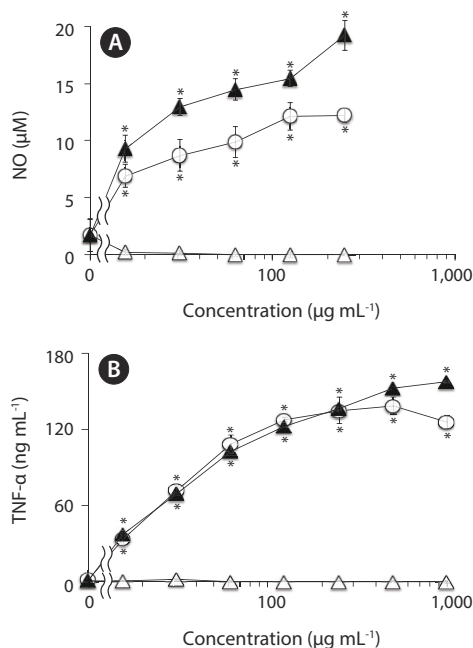 A
20
15
10
5
0
NO
(µM)
* * * * *
* * * * *
0 100 1,000
Concentration (µg mL-1)
B
180
120
60
0
TNF-α (ng mL-1)
* * * * * * *
* * * * * * *
0 100 1,000
Concentration (µg mL-1)